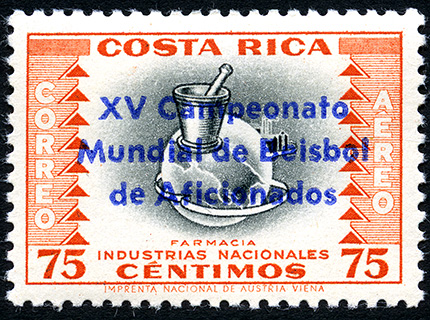 COSTA RICA
CORREO
AEREO
XV Campeonato
Mundial de Beisbol
de Aficionados
FARMACIA
INDUSTRIAS NACIONALES
75 CÉNTIMOS 75
IMPRENTA NACIONAL DE AUSTRIA VIENA